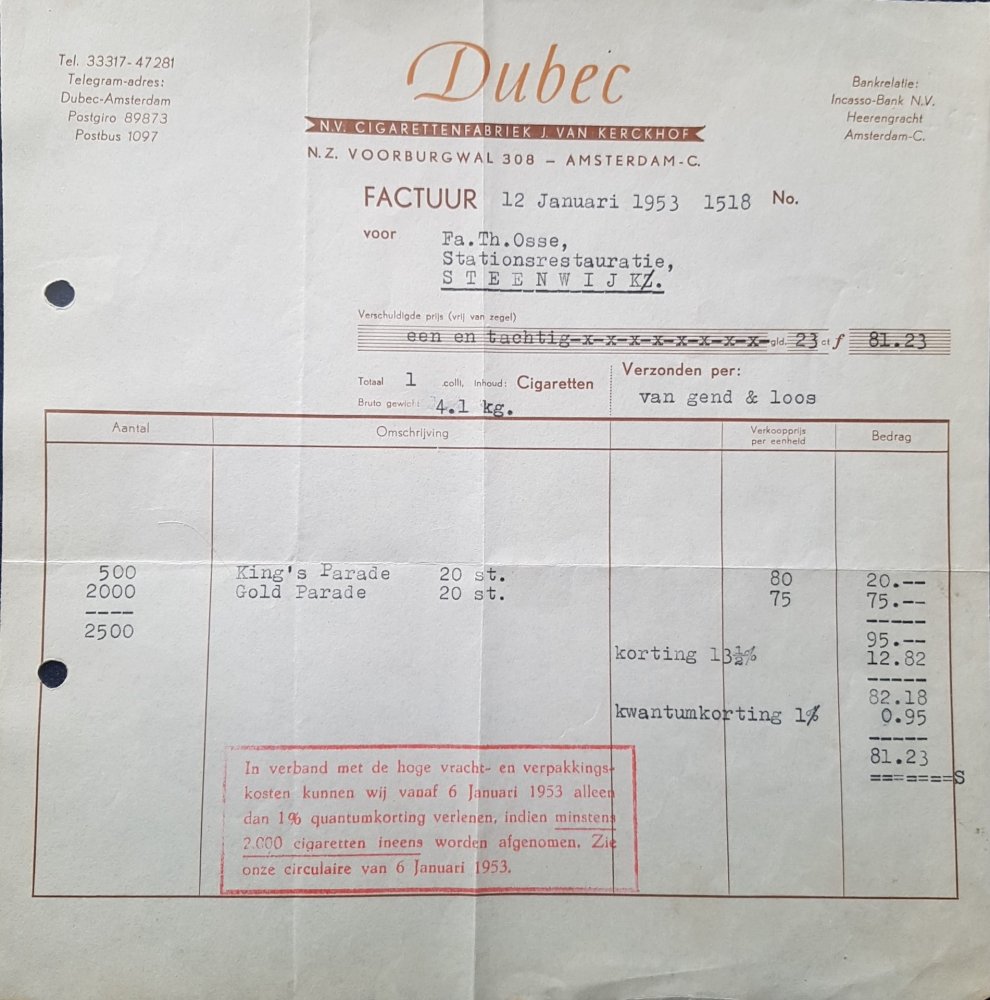 Tel. 33317-47281
Telegram-adres:
Dubec-Amsterdam
Postgiro 89873
Postbus 1097
Dubec
N.V. CIGARETTENFABRIEK J. VAN KERCKHOF
N.Z. VOORBURGWAL 308 – AMSTERDAM-C.
Bankrelatie:
Incasso-Bank N.V.
Heerengracht
Amsterdam-C.
FACTUUR 12 Januari 1953 1518 No.
voor Fa.Th.Osse,
Stationsrestauratie,
S T E E N W I J K.
Verschuldigde prijs (vrij van zegel)
een en tachtig-x-x-x-x-x-x-x-x- gld. 23 ct f 81.23
Totaal 1 colli, Inhoud: Cigaretten
Bruto gewicht 4.1 kg.
Verzonden per:
van gend & loos
Aantal Omschrijving Verkoopprijs per eenheid Bedrag
500 King's Parade 20 st. 80 20.--
2000 Gold Parade 20 st. 75 75.--
---- -----
2500 95.--
korting 13½% 12.82
-----
82.18
kwantumkorting 1% 0.95
-----
81.23
=======S
In verband met de hoge vracht- en verpakkings-
kosten kunnen wij vanaf 6 Januari 1953 alleen
dan 1% quantumkorting verlenen, indien minstens
2.000 cigaretten ineens worden afgenomen. Zie
onze circulaire van 6 Januari 1953.